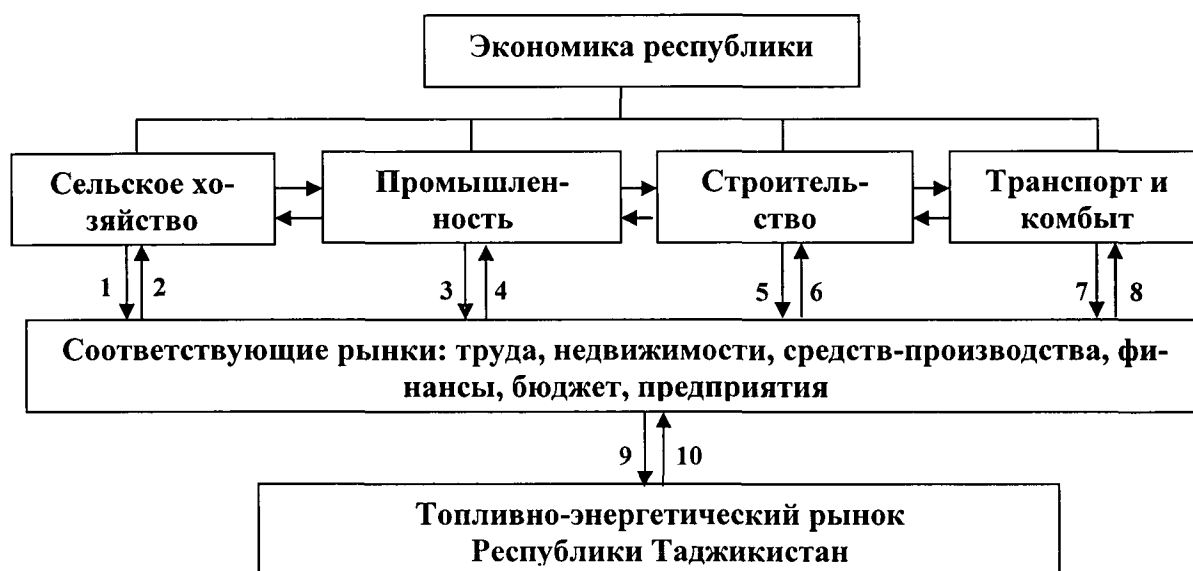 Экономика республики
Сельское хо-
зяйство
Промышлен-
ность
Строитель-
ство
Транспорт и
комбыт
1 2 3 4 5 6 7 8
Соответствующие рынки: труда, недвижимости, средств-производства, фи-
нансы, бюджет, предприятия
9 10
Топливно-энергетический рынок
Республики Таджикистан